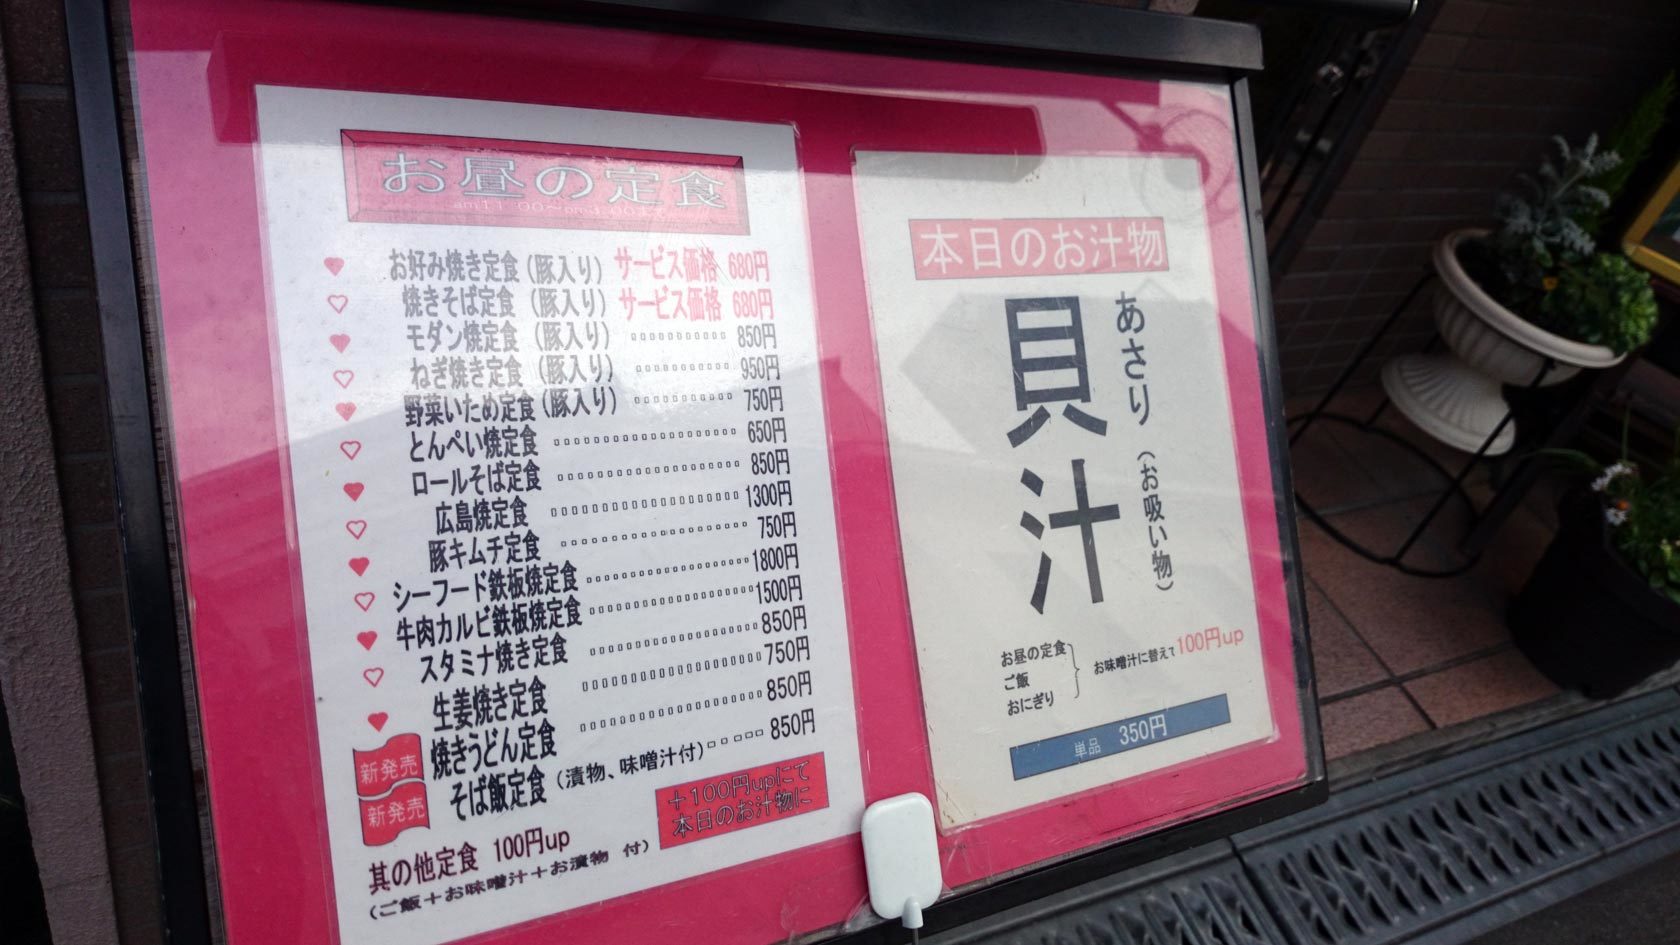 お昼の定食
am11:00〜pm3:00まで
お好み焼き定食（豚入り）サービス価格 680円
焼きそば定食（豚入り）サービス価格 680円
モダン焼定食（豚入り） 850円
ねぎ焼き定食（豚入り） 950円
野菜いため定食（豚入り） 750円
とんぺい焼定食 650円
ロールそば定食 850円
広島焼定食 1300円
豚キムチ定食 750円
シーフード鉄板焼定食 1800円
牛肉カルビ鉄板焼定食 1500円
スタミナ焼き定食 850円
生姜焼き定食 750円
新発売 焼きうどん定食 850円
新発売 そば飯定食（漬物、味噌汁付） 850円
其の他定食 100円up
（ご飯＋お味噌汁＋お漬物 付）
＋100円upにて
本日のお汁物に
本日のお汁物
あさり（お吸い物）
貝汁
お昼の定食
ご飯
おにぎり
お味噌汁に替えて100円up
単品 350円